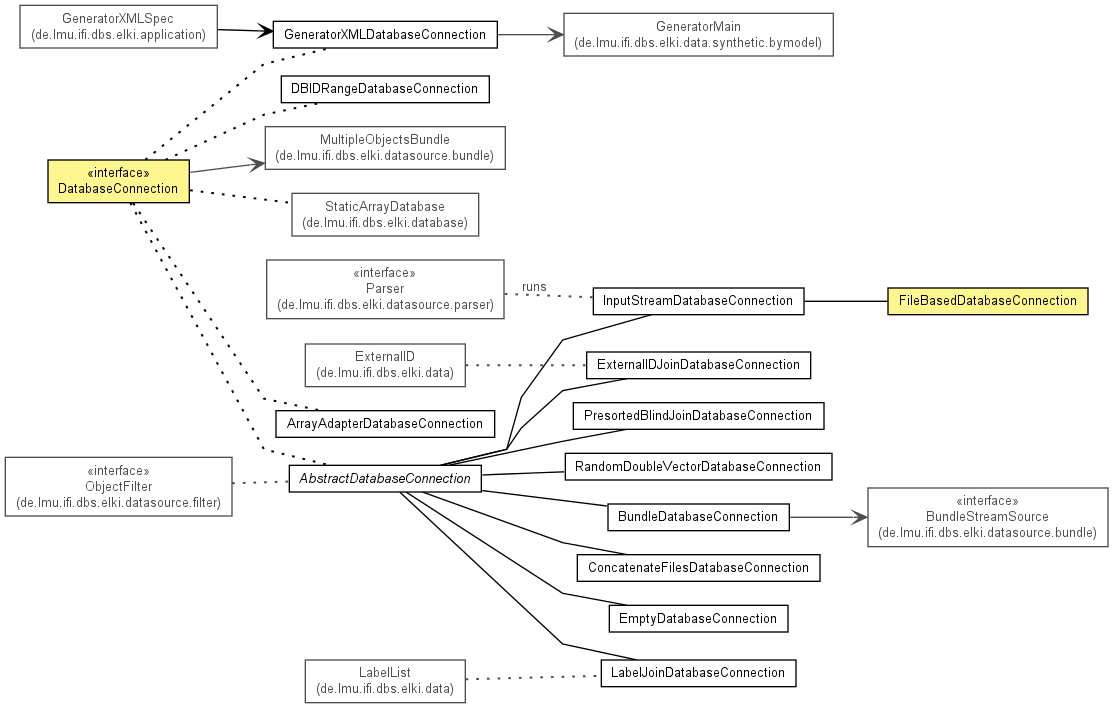 GeneratorXMLSpec
(de.lmu.ifi.dbs.elki.application)
GeneratorXMLDatabaseConnection
GeneratorMain
(de.lmu.ifi.dbs.elki.data.synthetic.bymodel)
DBIDRangeDatabaseConnection
MultipleObjectsBundle
(de.lmu.ifi.dbs.elki.datasource.bundle)
«interface»
DatabaseConnection
StaticArrayDatabase
(de.lmu.ifi.dbs.elki.database)
«interface»
Parser
(de.lmu.ifi.dbs.elki.datasource.parser)
runs
InputStreamDatabaseConnection
FileBasedDatabaseConnection
ExternalID
(de.lmu.ifi.dbs.elki.data)
ExternalIDJoinDatabaseConnection
ArrayAdapterDatabaseConnection
PresortedBlindJoinDatabaseConnection
«interface»
ObjectFilter
(de.lmu.ifi.dbs.elki.datasource.filter)
AbstractDatabaseConnection
RandomDoubleVectorDatabaseConnection
BundleDatabaseConnection
«interface»
BundleStreamSource
(de.lmu.ifi.dbs.elki.datasource.bundle)
ConcatenateFilesDatabaseConnection
EmptyDatabaseConnection
LabelList
(de.lmu.ifi.dbs.elki.data)
LabelJoinDatabaseConnection